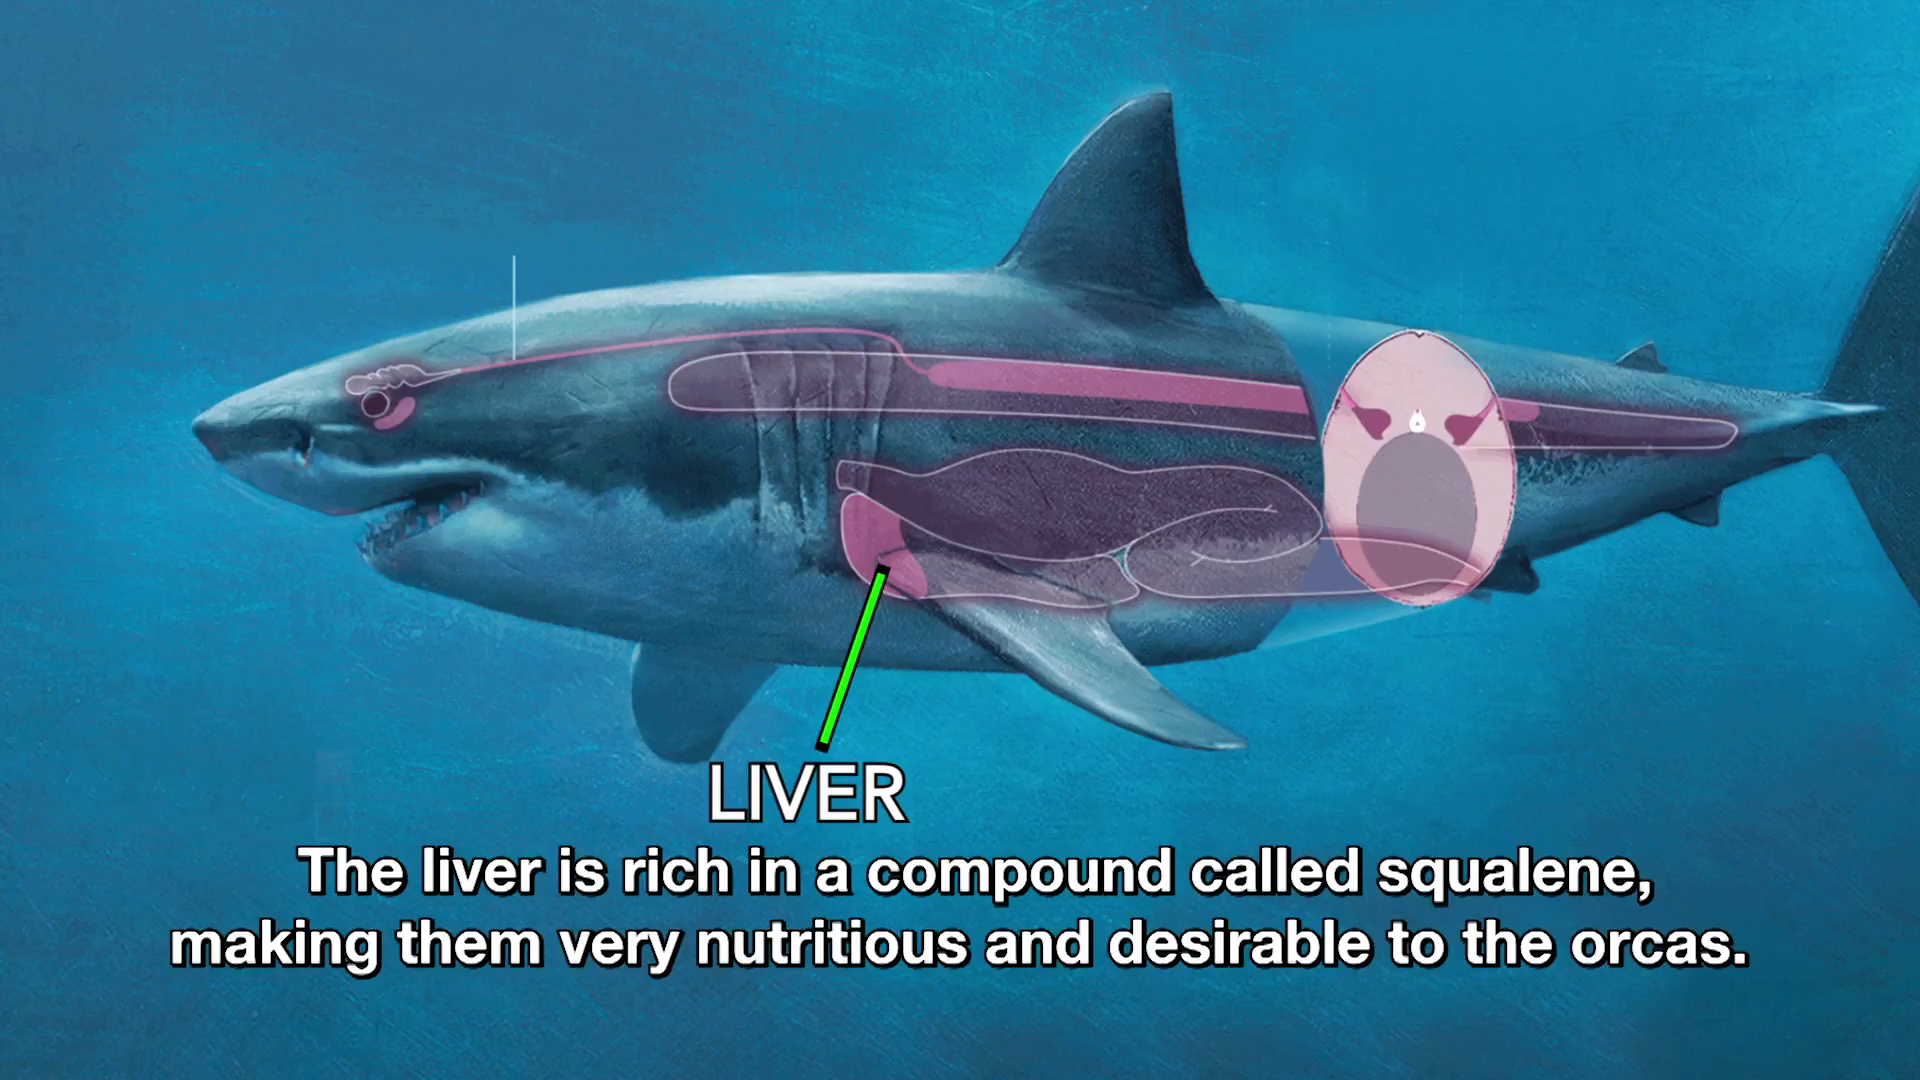 LIVER
The liver is rich in a compound called squalene,
making them very nutritious and desirable to the orcas.